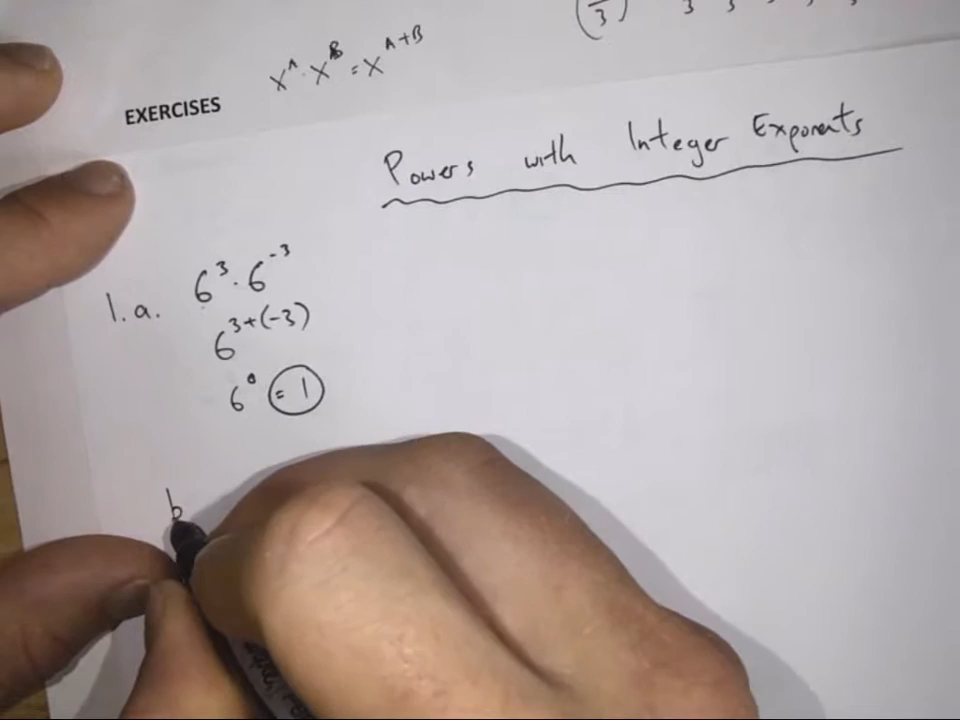 EXERCISES
x^A · x^B = x^{A+B}
Powers with Integer Exponents
1.a. 6^3 · 6^{-3}
6^{3+(-3)}
6^0 = 1
b